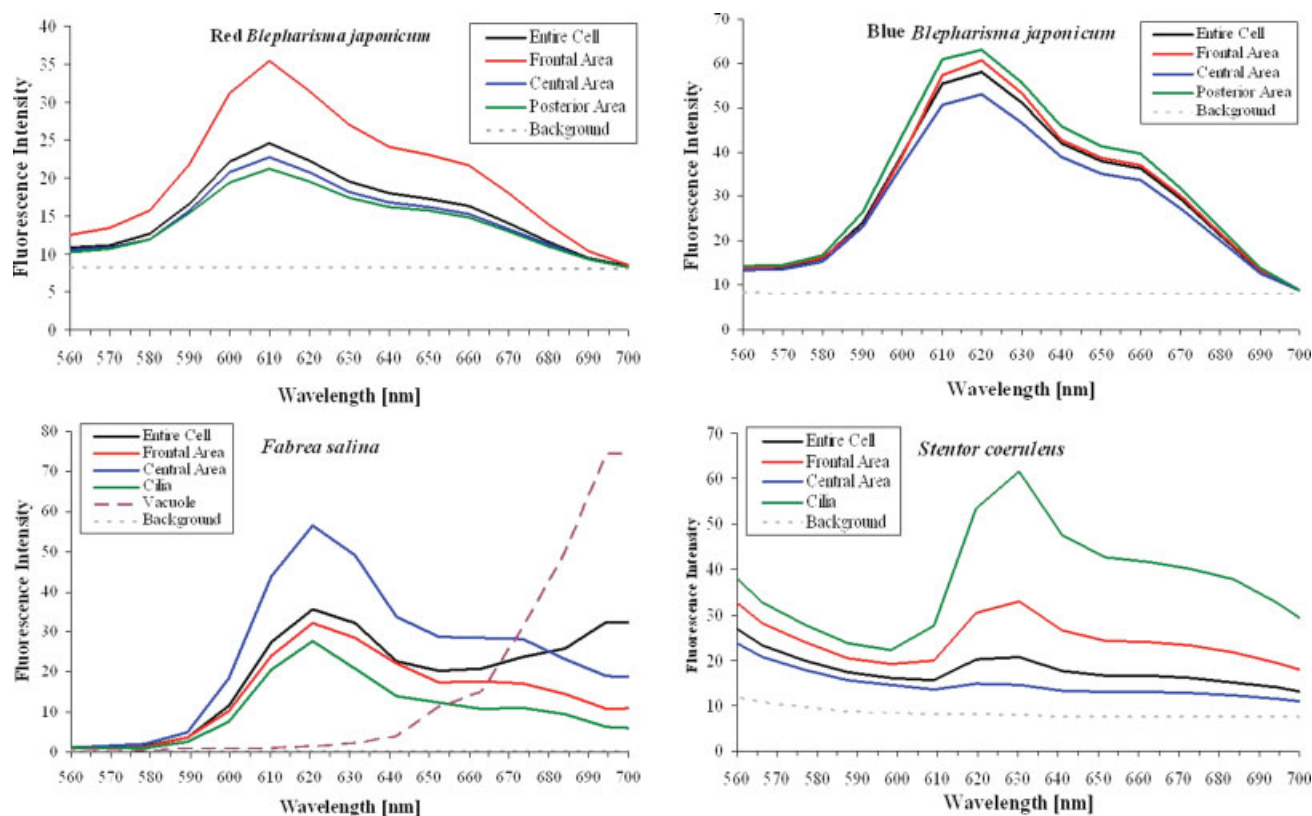 Red Blepharisma japonicum
Entire Cell
Frontal Area
Central Area
Posterior Area
Background
Fluorescence Intensity
40
35
30
25
20
15
10
5
0
560 570 580 590 600 610 620 630 640 650 660 670 680 690 700
Wavelength [nm]
Blue Blepharisma japonicum
Entire Cell
Frontal Area
Central Area
Posterior Area
Background
Fluorescence Intensity
70
60
50
40
30
20
10
0
560 570 580 590 600 610 620 630 640 650 660 670 680 690 700
Wavelength [nm]
Fabrea salina
Entire Cell
Frontal Area
Central Area
Cilia
Vacuole
Background
Fluorescence Intensity
80
70
60
50
40
30
20
10
0
560 570 580 590 600 610 620 630 640 650 660 670 680 690 700
Wavelength [nm]
Stentor coeruleus
Entire Cell
Frontal Area
Central Area
Cilia
Background
Fluorescence Intensity
70
60
50
40
30
20
10
0
560 570 580 590 600 610 620 630 640 650 660 670 680 690 700
Wavelength [nm]